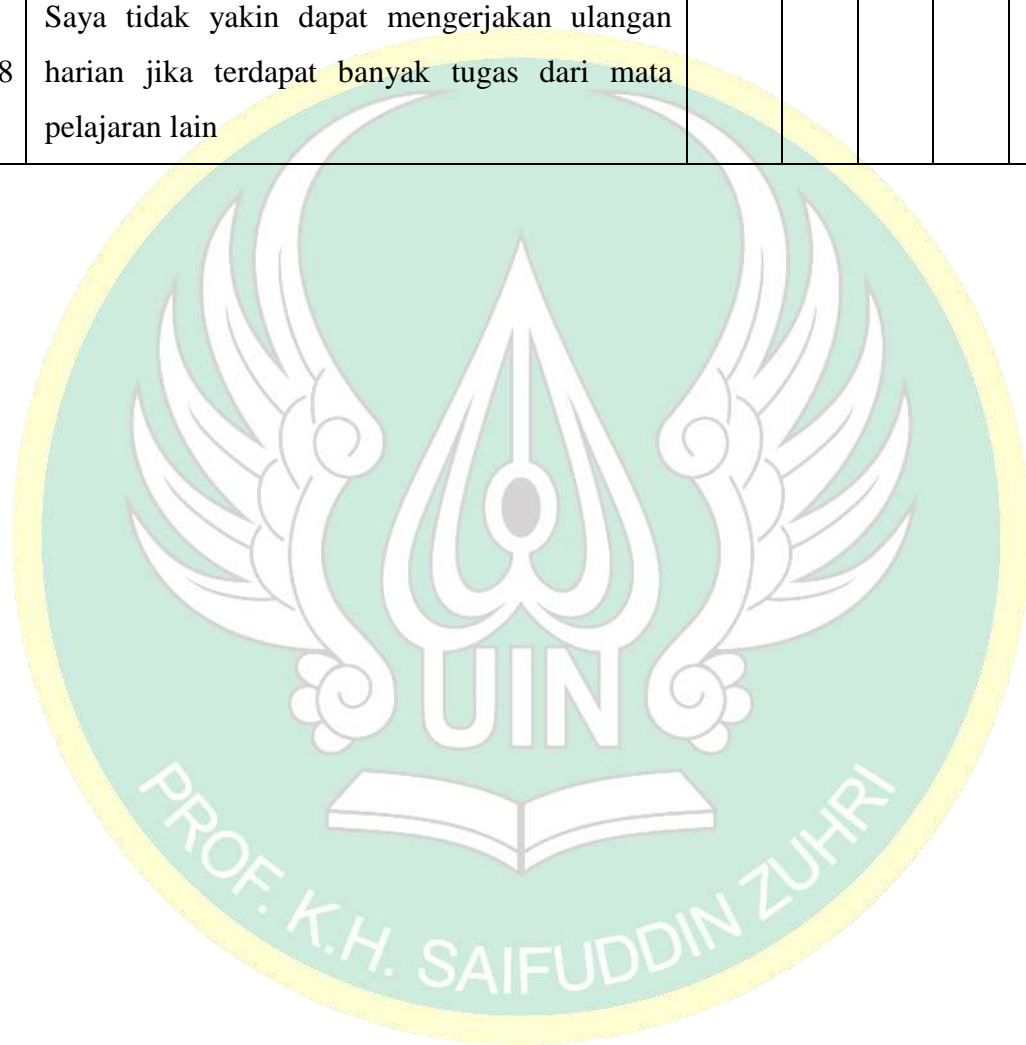 Saya tidak yakin dapat mengerjakan ulangan
8 harian jika terdapat banyak tugas dari mata
pelajaran lain
UIN
PROF. K.H. SAIFUDDIN ZUHRI